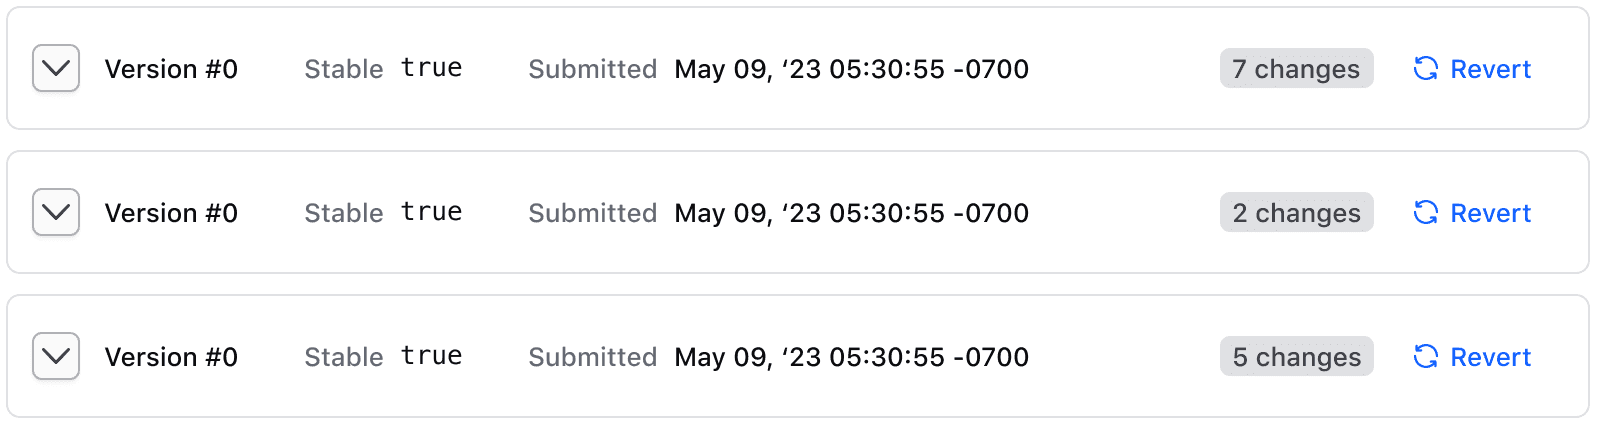 Version #0 Stable true Submitted May 09, ‘23 05:30:55 -0700 7 changes Revert
Version #0 Stable true Submitted May 09, ‘23 05:30:55 -0700 2 changes Revert
Version #0 Stable true Submitted May 09, ‘23 05:30:55 -0700 5 changes Revert